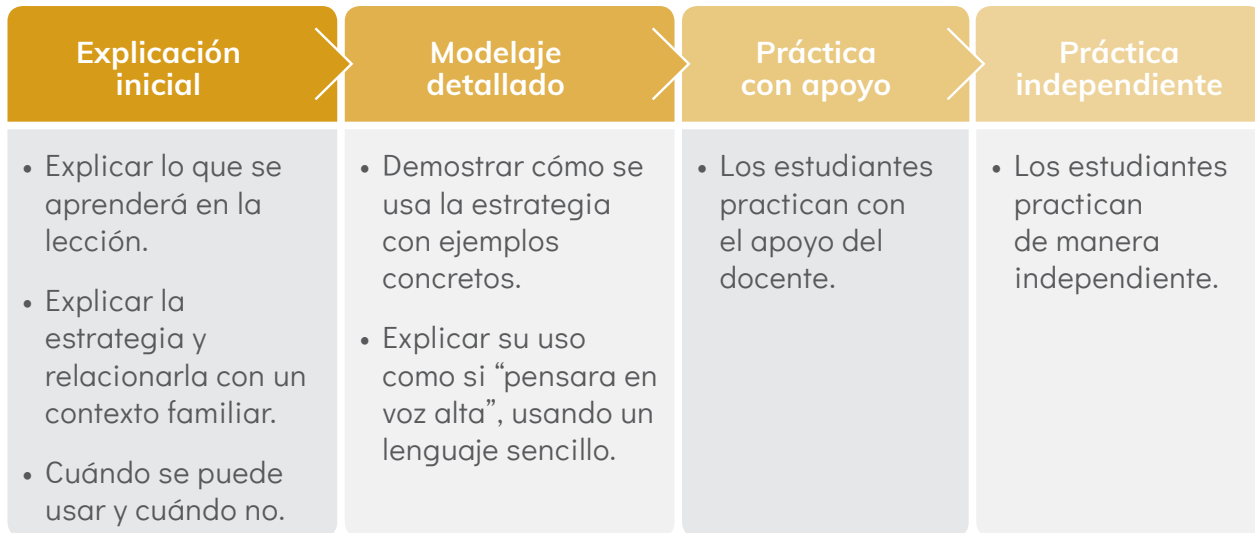 Explicación
inicial
• Explicar lo que se
aprenderá en la
lección.
• Explicar la
estrategia y
relacionarla con un
contexto familiar.
• Cuándo se puede
usar y cuándo no.
Modelaje
detallado
• Demostrar cómo se
usa la estrategia
con ejemplos
concretos.
• Explicar su uso
como si “pensara en
voz alta”, usando un
lenguaje sencillo.
Práctica
con apoyo
• Los estudiantes
practican con
el apoyo del
docente.
Práctica
independiente
• Los estudiantes
practican
de manera
independiente.